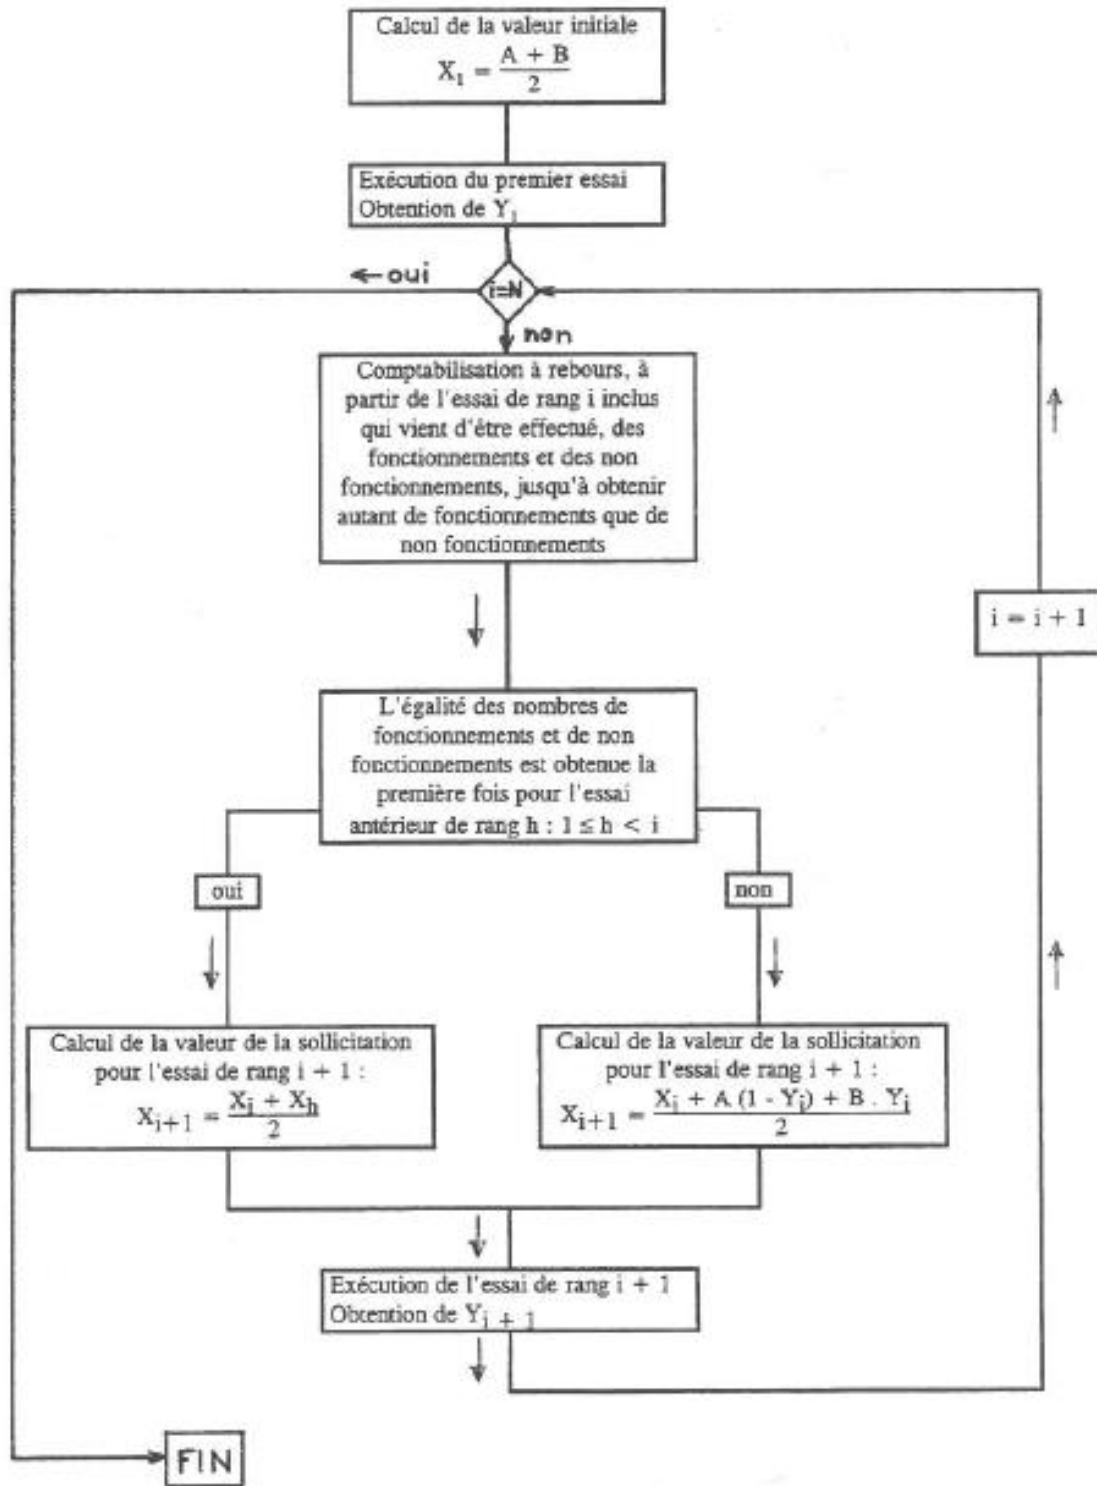 Calcul de la valeur initiale
X₁ = (A + B)/2
Exécution du premier essai
Obtention de Y₁
← oui
i=N
non
Comptabilisation à rebours, à
partir de l'essai de rang i inclus
qui vient d'être effectué, des
fonctionnements et des non
fonctionnements, jusqu'à obtenir
autant de fonctionnements que de
non fonctionnements
i = i + 1
L'égalité des nombres de
fonctionnements et de non
fonctionnements est obtenue la
première fois pour l'essai
antérieur de rang h : 1 ≤ h < i
oui
non
Calcul de la valeur de la sollicitation
pour l'essai de rang i + 1 :
Xᵢ₊₁ = (Xᵢ + Xₕ)/2
Calcul de la valeur de la sollicitation
pour l'essai de rang i + 1 :
Xᵢ₊₁ = (Xᵢ + A (1 - Yᵢ) + B . Yᵢ)/2
Exécution de l'essai de rang i + 1
Obtention de Yᵢ ₊ ₁
FIN